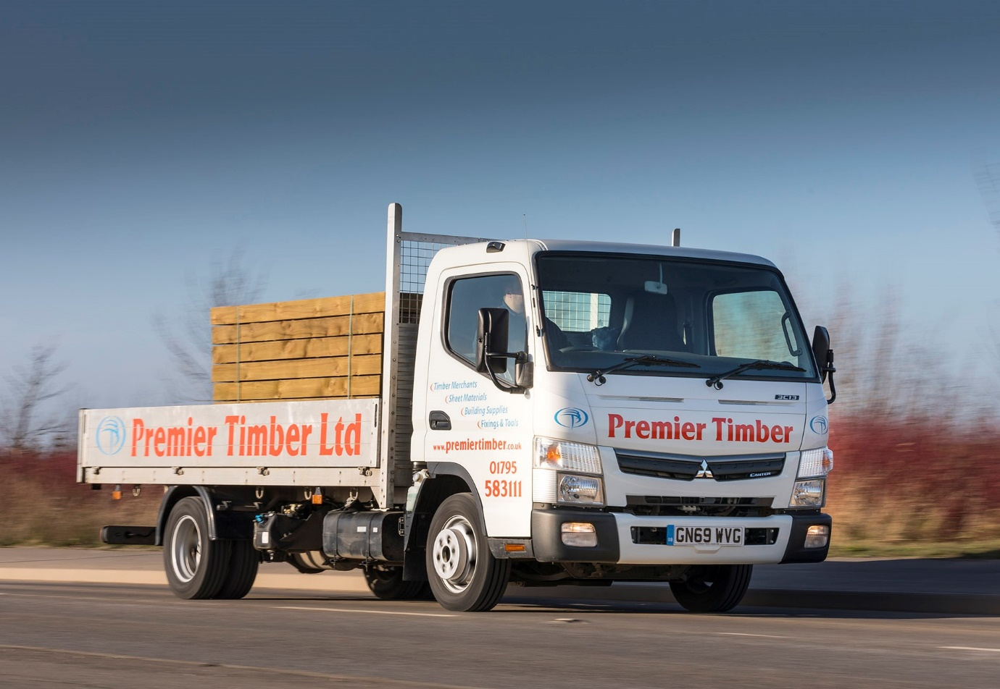 Premier Timber Ltd
Timber Merchants
Sheet Materials
Building Supplies
Fixings & Tools
www.premiertimber.co.uk
01795
583111
3C13
Premier Timber
CANTER
GN69 WVG